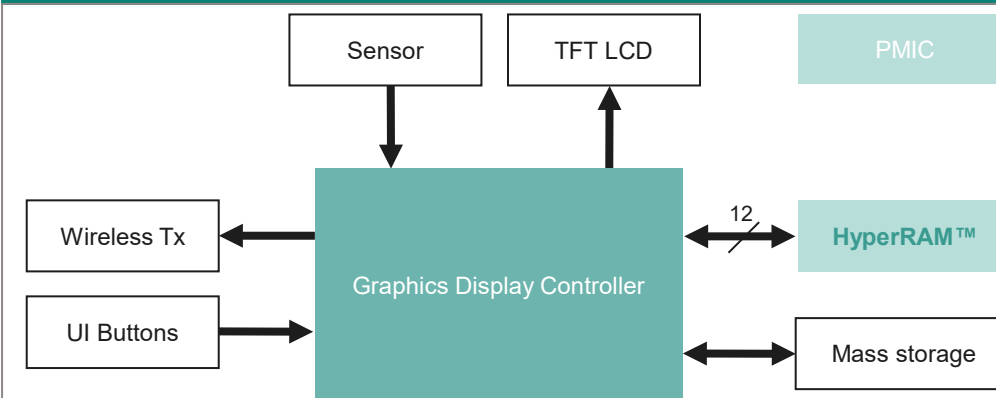 Sensor
TFT LCD
PMIC
Wireless Tx
12
HyperRAM™
Graphics Display Controller
UI Buttons
Mass storage